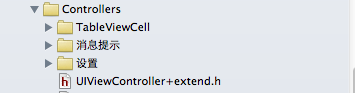 Controllers
TableViewCell
消息提示
设置
UIViewController+extend.h